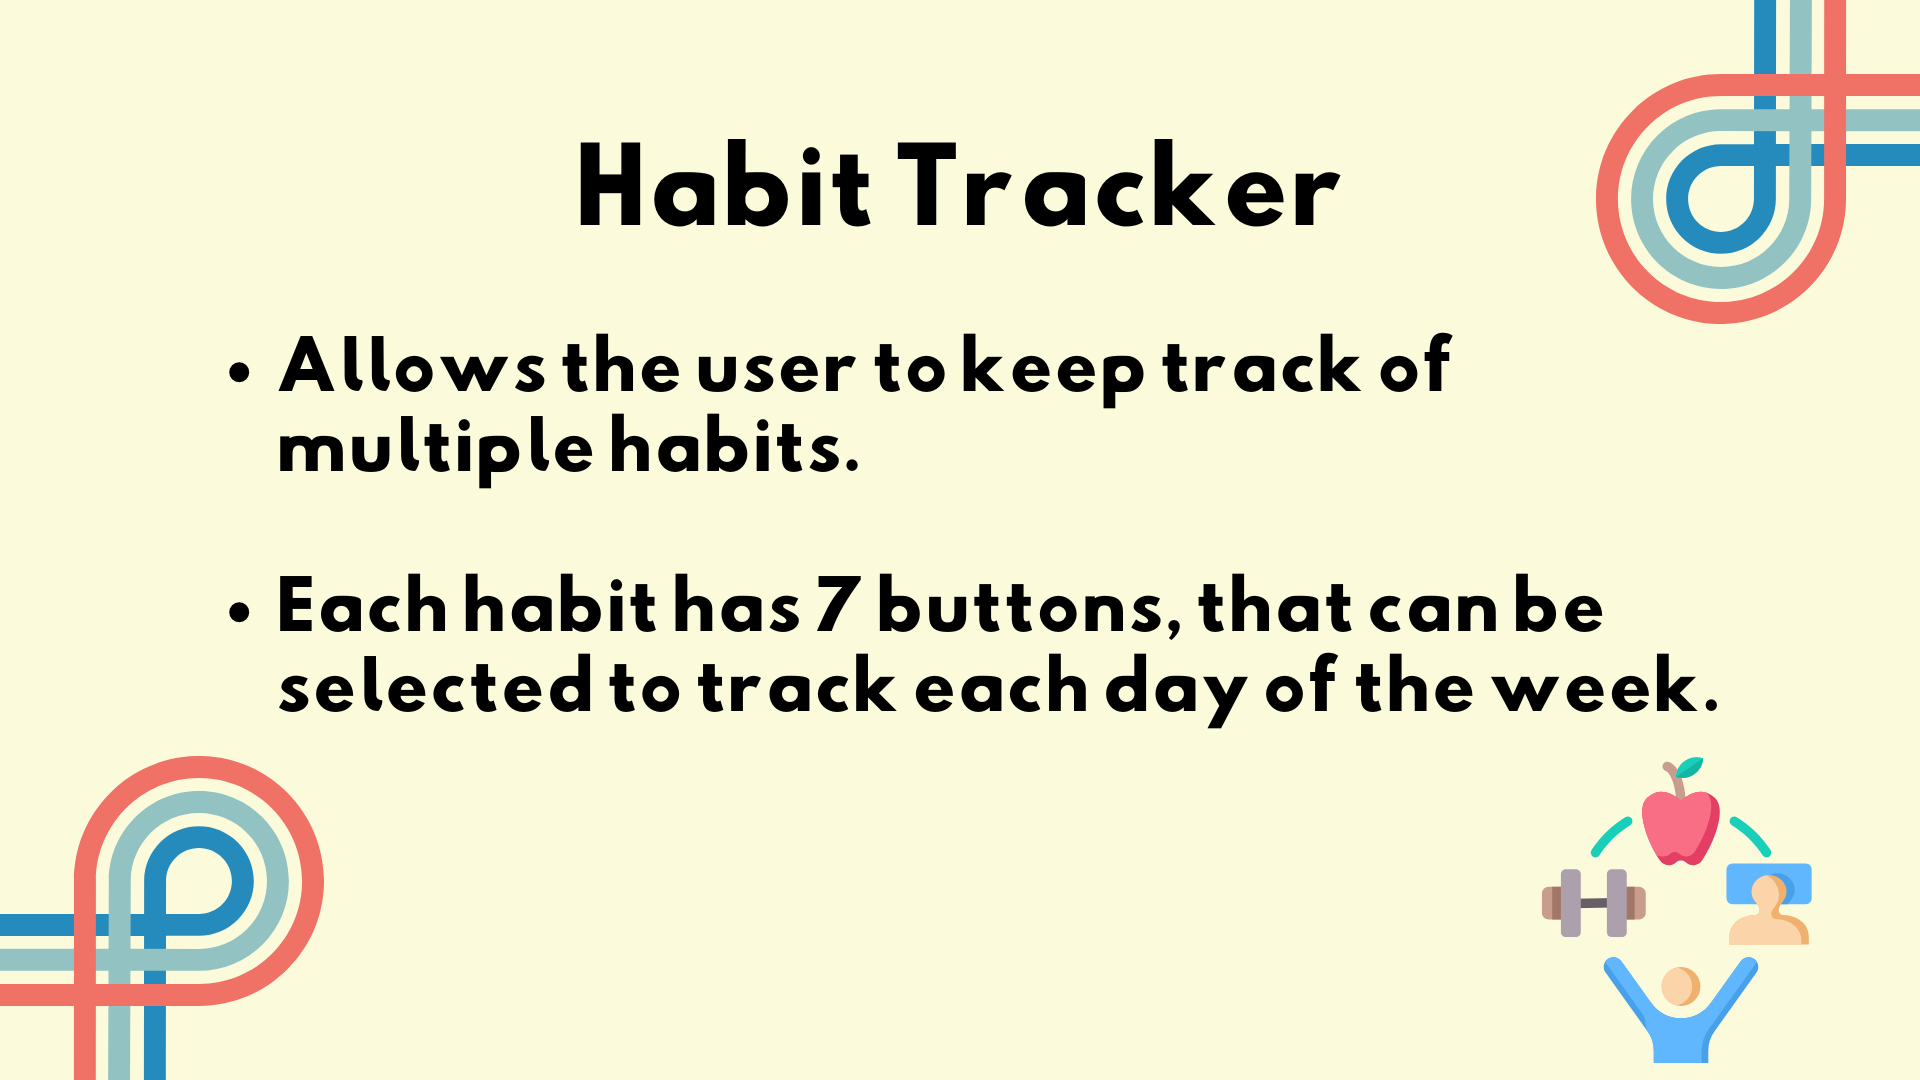 Habit Tracker
• Allows the user to keep track of
multiple habits.
• Each habit has 7 buttons, that can be
selected to track each day of the week.